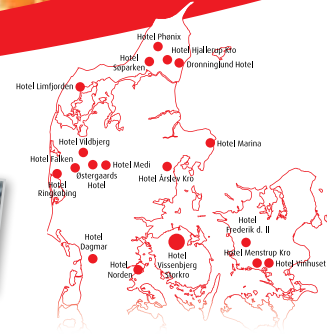 Hotel Phønix
Hotel
Søparken
Hotel Hjallerup Kro
Dronninglund Hotel
Hotel Limfjorden
Hotel Vildbjerg
Hotel Marina
Hotel Falken
Hotel Medi
Østergaards
Hotel
Hotel Årslev Kro
Hotel
Ringkøbing
Hotel
Dagmar
Hotel
Norden
Hotel
Vissenbjerg
Storkro
Hotel
Frederik d. II
Hotel Menstrup Kro
Hotel Vinhuset